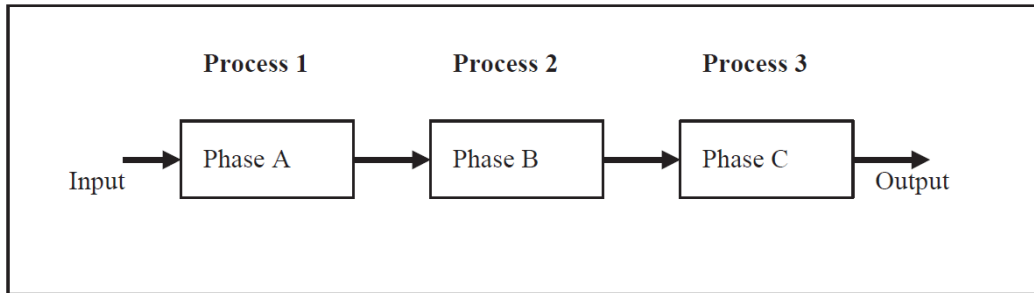 Process 1 Process 2 Process 3
Phase A Phase B Phase C
Input Output